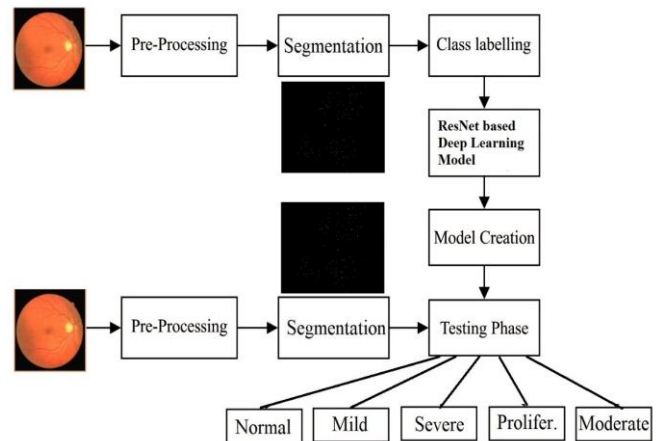 Pre-Processing
Segmentation
Class labelling
ResNet based
Deep Learning
Model
Model Creation
Pre-Processing
Segmentation
Testing Phase
Normal
Mild
Severe
Prolifer.
Moderate